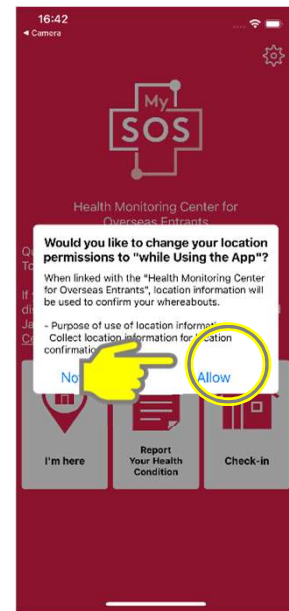 16:42
◀ Camera
My
SOS
Health Monitoring Center for
Overseas Entrants
Would you like to change your location
permissions to "while Using the App"?
When linked with the "Health Monitoring Center
for Overseas Entrants", location information will
be used to confirm your whereabouts.
- Purpose of use of location information
Collect location information for location
confirmation
Allow
I'm here
Report
Your Health
Condition
Check-in